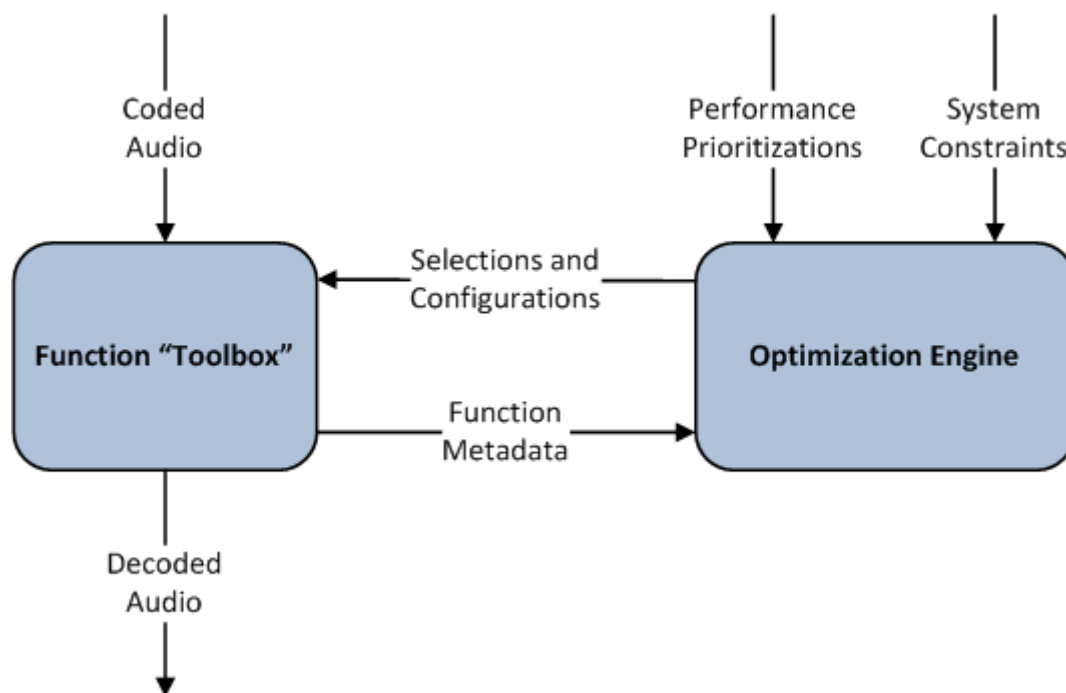 Coded
Audio
Performance
Prioritizations
System
Constraints
Selections and
Configurations
Function “Toolbox”
Optimization Engine
Function
Metadata
Decoded
Audio